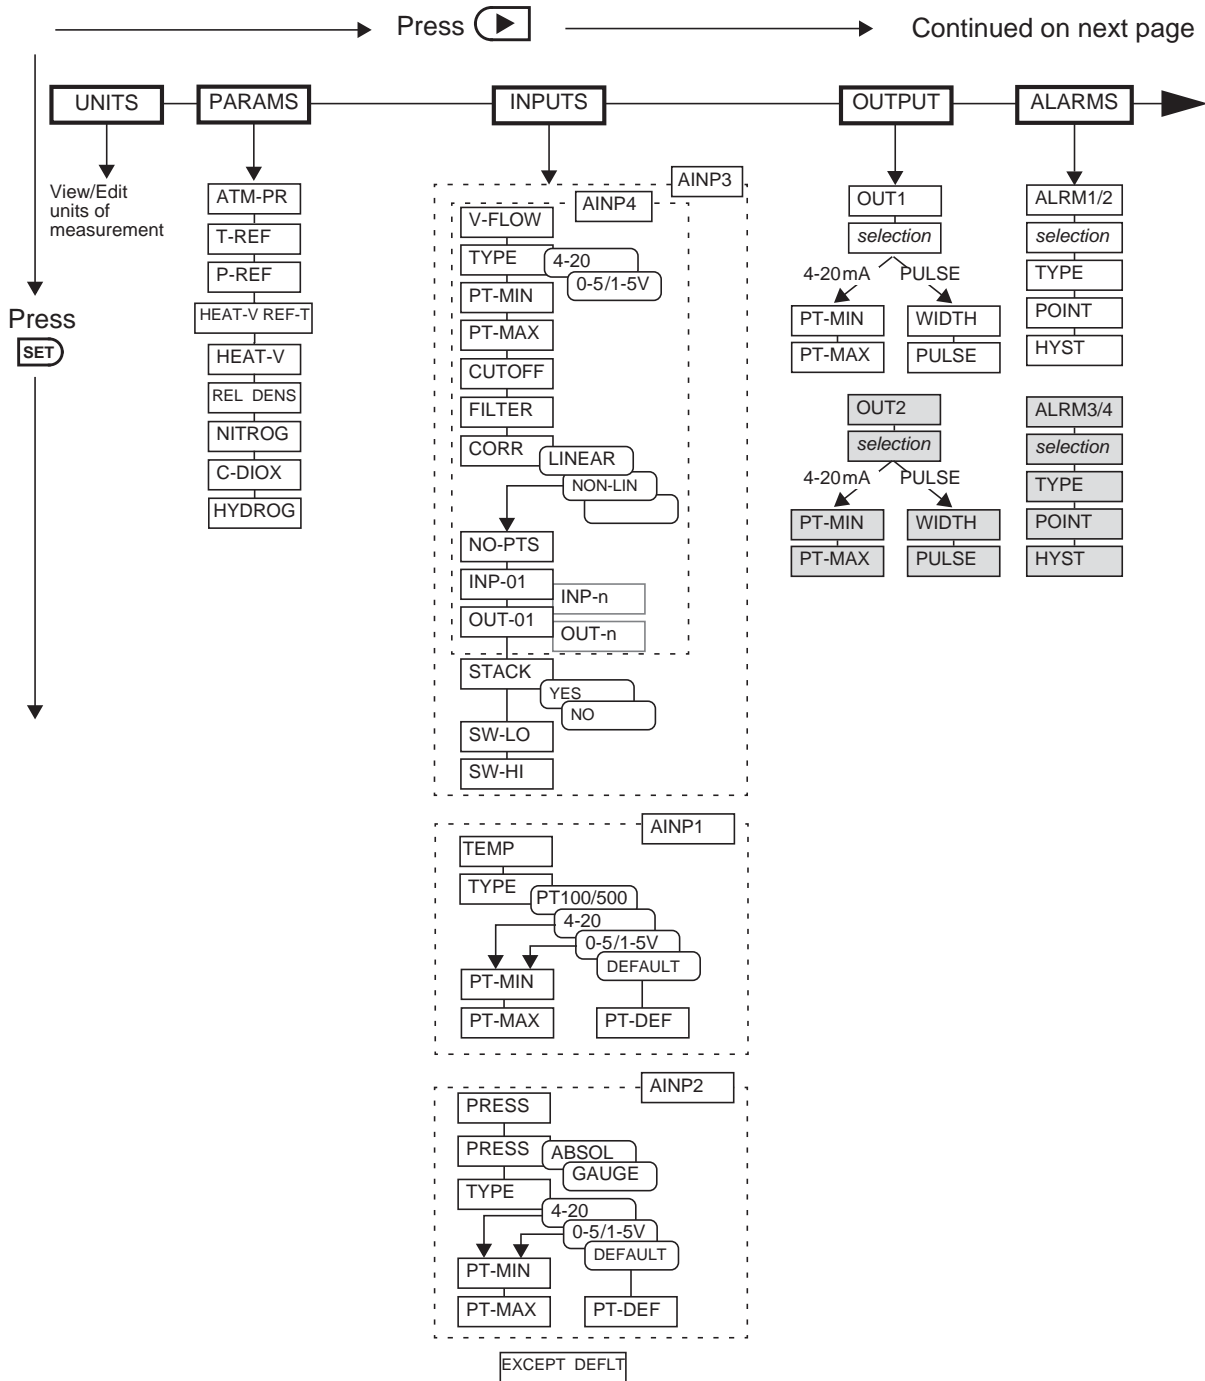 Press
Continued on next page
UNITS
PARAMS
INPUTS
OUTPUT
ALARMS
Press
SET
View/Edit
units of
measurement
ATM-PR
T-REF
P-REF
HEAT-V REF-T
HEAT-V
REL DENS
NITROG
C-DIOX
HYDROG
AINP3
AINP4
V-FLOW
TYPE
4-20
0-5/1-5V
PT-MIN
PT-MAX
CUTOFF
FILTER
CORR
LINEAR
NON-LIN
NO-PTS
INP-01
INP-n
OUT-01
OUT-n
STACK
YES
NO
SW-LO
SW-HI
AINP1
TEMP
TYPE
PT100/500
4-20
0-5/1-5V
DEFAULT
PT-MIN
PT-MAX
PT-DEF
AINP2
PRESS
PRESS
ABSOL
GAUGE
TYPE
4-20
0-5/1-5V
DEFAULT
PT-MIN
PT-MAX
PT-DEF
EXCEPT DEFLT
OUT1
selection
4-20mA PULSE
PT-MIN
WIDTH
PT-MAX
PULSE
OUT2
selection
4-20mA PULSE
PT-MIN
WIDTH
PT-MAX
PULSE
ALRM1/2
selection
TYPE
POINT
HYST
ALRM3/4
selection
TYPE
POINT
HYST